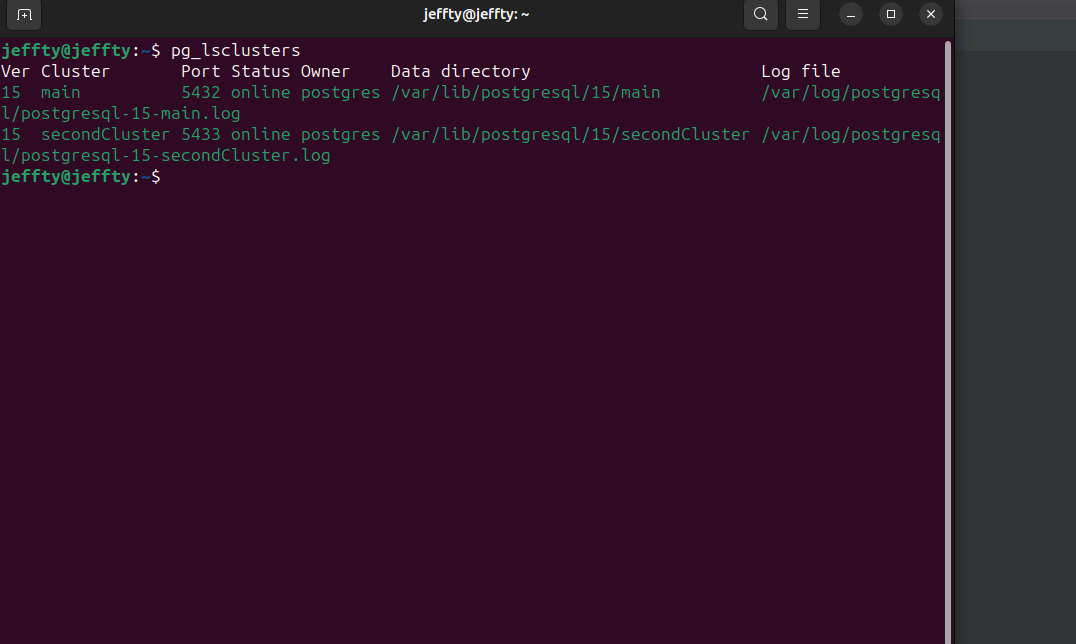 jeffty@jeffty: ~
jeffty@jeffty:~$ pg_lsclusters
Ver Cluster       Port Status Owner    Data directory                       Log file
15  main          5432 online postgres /var/lib/postgresql/15/main          /var/log/postgresq
l/postgresql-15-main.log
15  secondCluster 5433 online postgres /var/lib/postgresql/15/secondCluster /var/log/postgresq
l/postgresql-15-secondCluster.log
jeffty@jeffty:~$